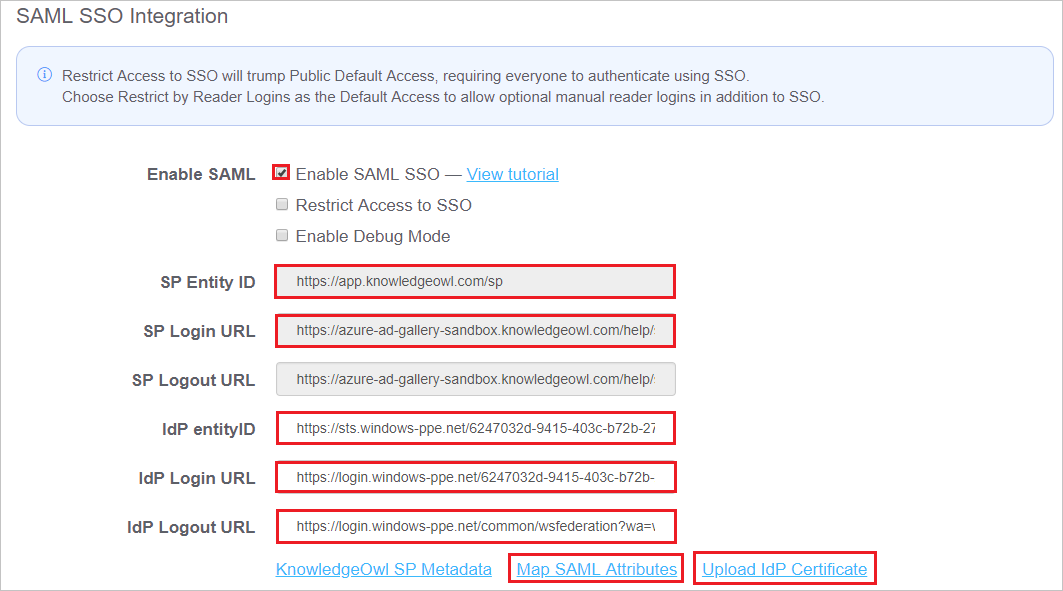 SAML SSO Integration
Restrict Access to SSO will trump Public Default Access, requiring everyone to authenticate using SSO.
Choose Restrict by Reader Logins as the Default Access to allow optional manual reader logins in addition to SSO.
Enable SAML Enable SAML SSO — View tutorial
Restrict Access to SSO
Enable Debug Mode
SP Entity ID https://app.knowledgeowl.com/sp
SP Login URL https://azure-ad-gallery-sandbox.knowledgeowl.com/help/
SP Logout URL https://azure-ad-gallery-sandbox.knowledgeowl.com/help/
IdP entityID https://sts.windows-ppe.net/6247032d-9415-403c-b72b-27
IdP Login URL https://login.windows-ppe.net/6247032d-9415-403c-b72b-
IdP Logout URL https://login.windows-ppe.net/common/wsfederation?wa=
KnowledgeOwl SP Metadata Map SAML Attributes Upload IdP Certificate